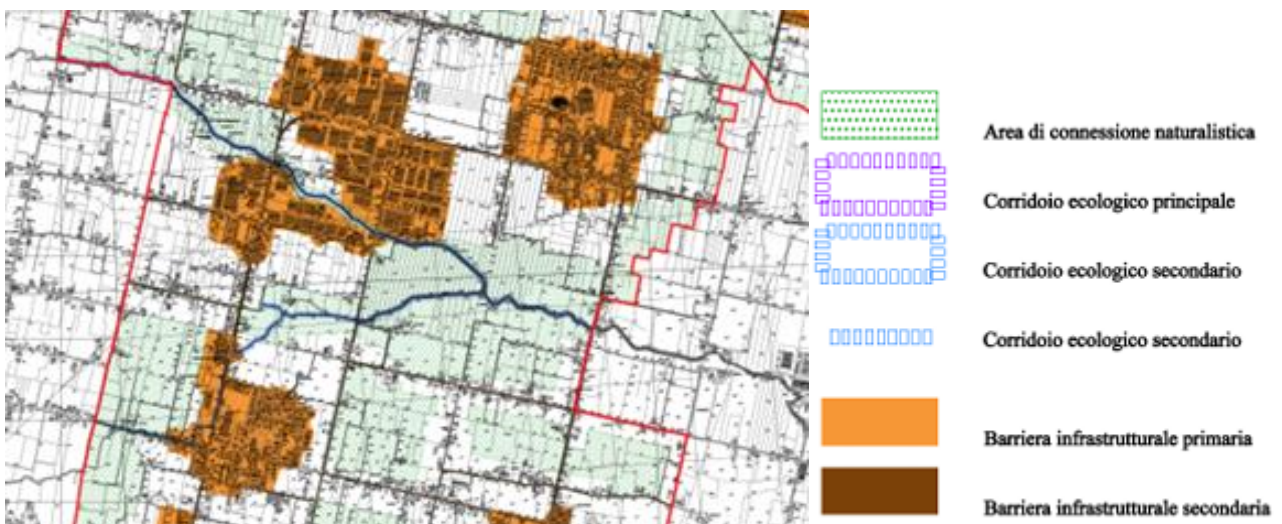 Area di connessione naturalistica
Corridoio ecologico principale
Corridoio ecologico secondario
Corridoio ecologico secondario
Barriera infrastrutturale primaria
Barriera infrastrutturale secondaria